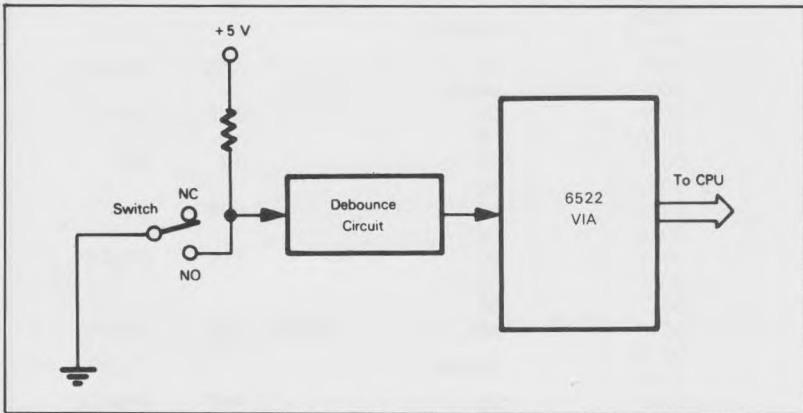 +5 V
Switch
NC
NO
Debounce
Circuit
6522
VIA
To CPU